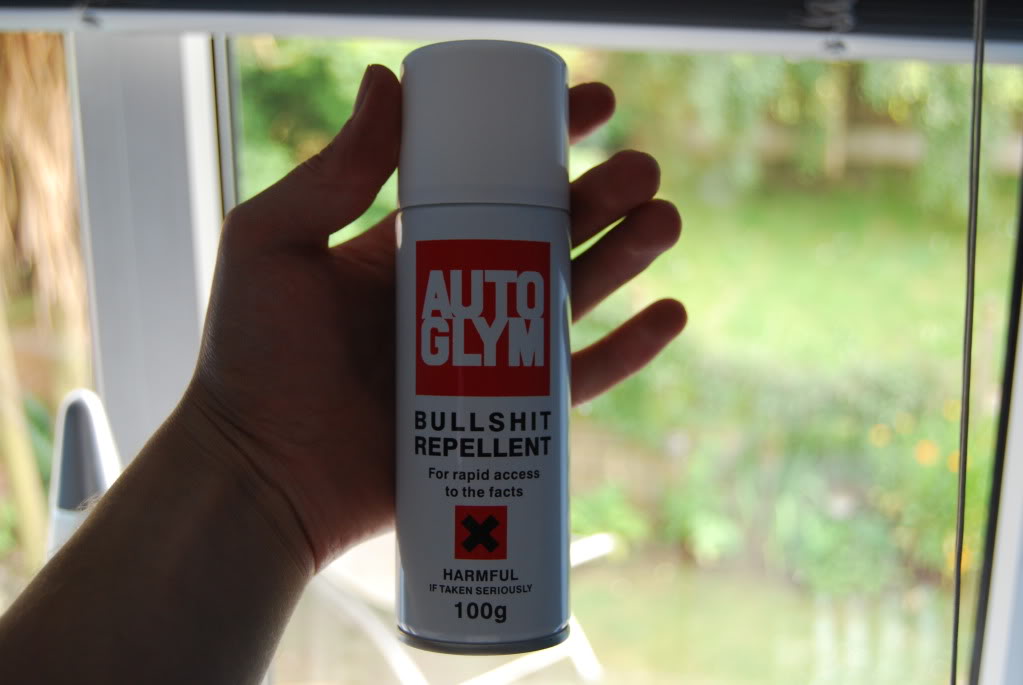 AUTO
GLYM
BULLSHIT
REPELLENT
For rapid access
to the facts
HARMFUL
IF TAKEN SERIOUSLY
100g